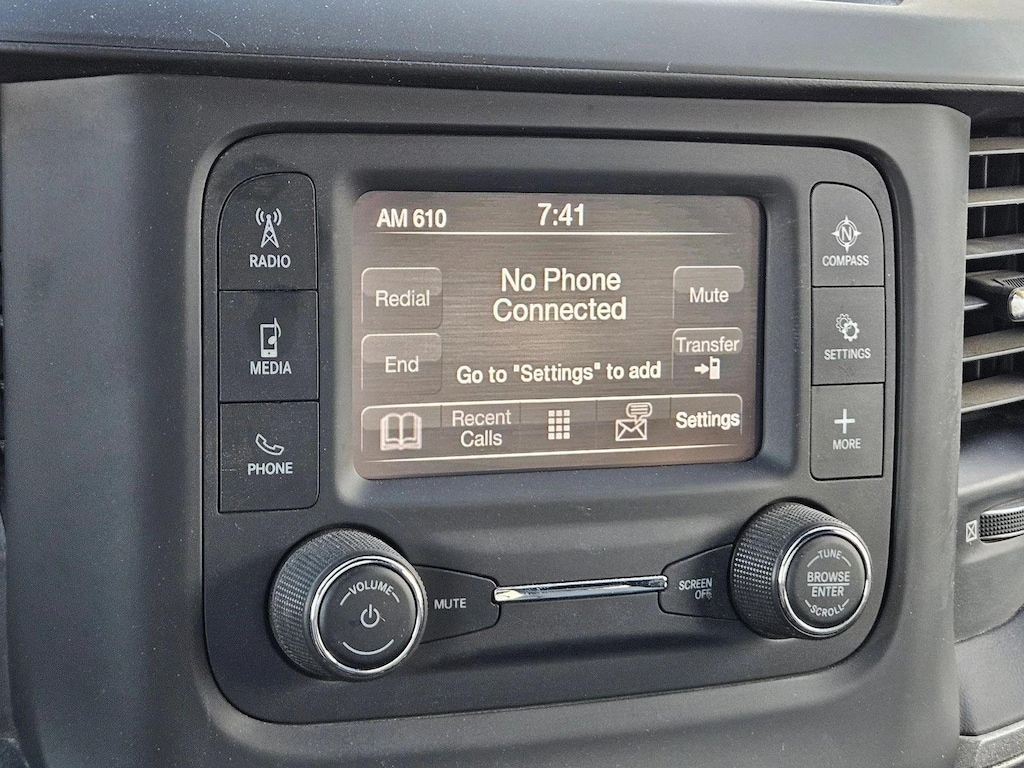 AM 610
7:41
RADIO
MEDIA
PHONE
Redial
End
No Phone
Connected
Go to "Settings" to add
Mute
Transfer
Recent
Calls
Settings
N
COMPASS
SETTINGS
MORE
VOLUME
MUTE
SCREEN
OFF
TUNE
BROWSE
ENTER
SCROLL